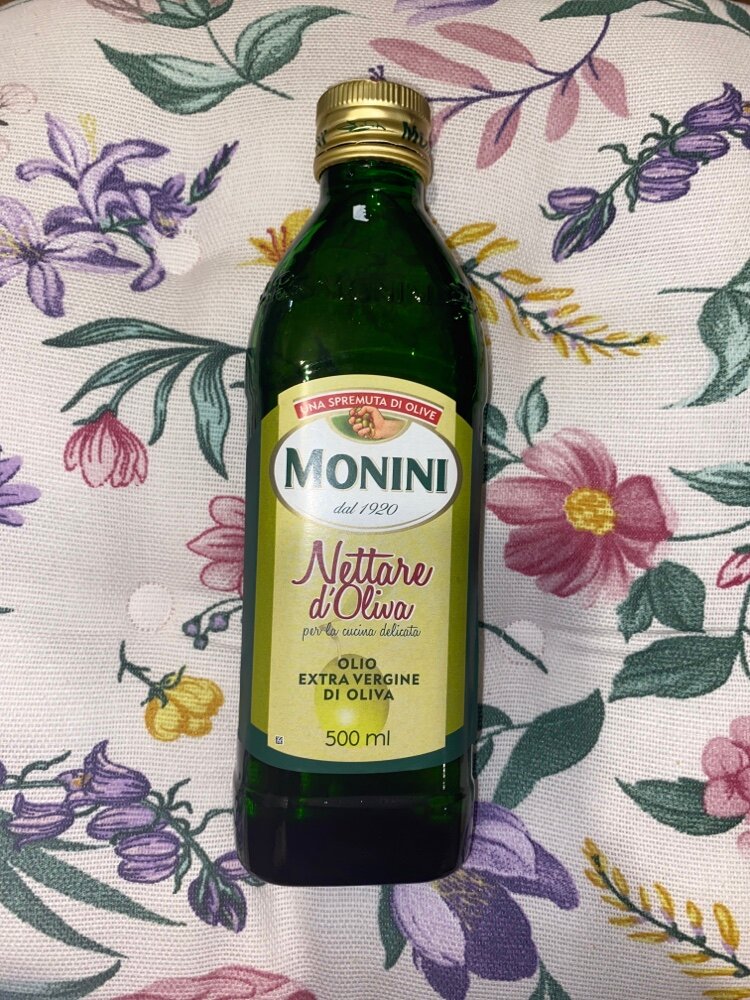 UNA SPREMUTA DI OLIVE
MONINI
dal 1920
Nettare
d'Oliva
per la cucina delicata
OLIO
EXTRA VERGINE
DI OLIVA
500 ml